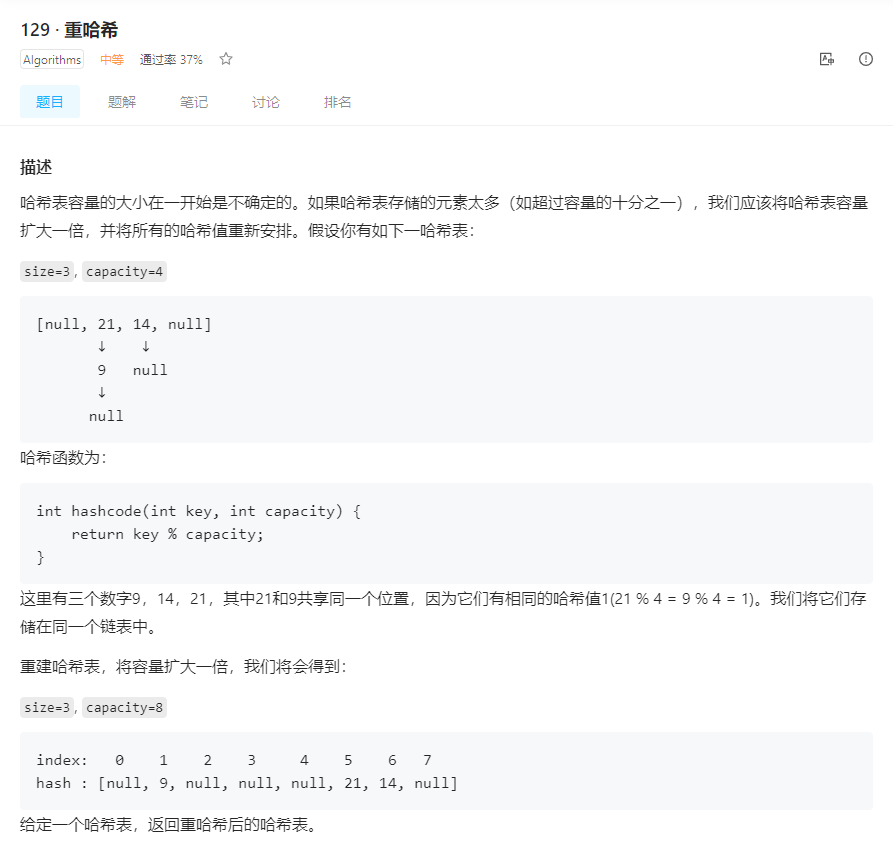 129 · 重哈希
Algorithms 中等 通过率 37%
题目 题解 笔记 讨论 排名
描述
哈希表容量的大小在一开始是不确定的。如果哈希表存储的元素太多（如超过容量的十分之一），我们应该将哈希表容量
扩大一倍，并将所有的哈希值重新安排。假设你有如下一哈希表：
size=3, capacity=4
[null, 21, 14, null]
↓ ↓
9 null
↓
null
哈希函数为：
int hashcode(int key, int capacity) {
return key % capacity;
}
这里有三个数字9，14，21，其中21和9共享同一个位置，因为它们有相同的哈希值1(21 % 4 = 9 % 4 = 1)。我们将它们存
储在同一个链表中。
重建哈希表，将容量扩大一倍，我们将会得到：
size=3, capacity=8
index: 0 1 2 3 4 5 6 7
hash : [null, 9, null, null, null, 21, 14, null]
给定一个哈希表，返回重哈希后的哈希表。